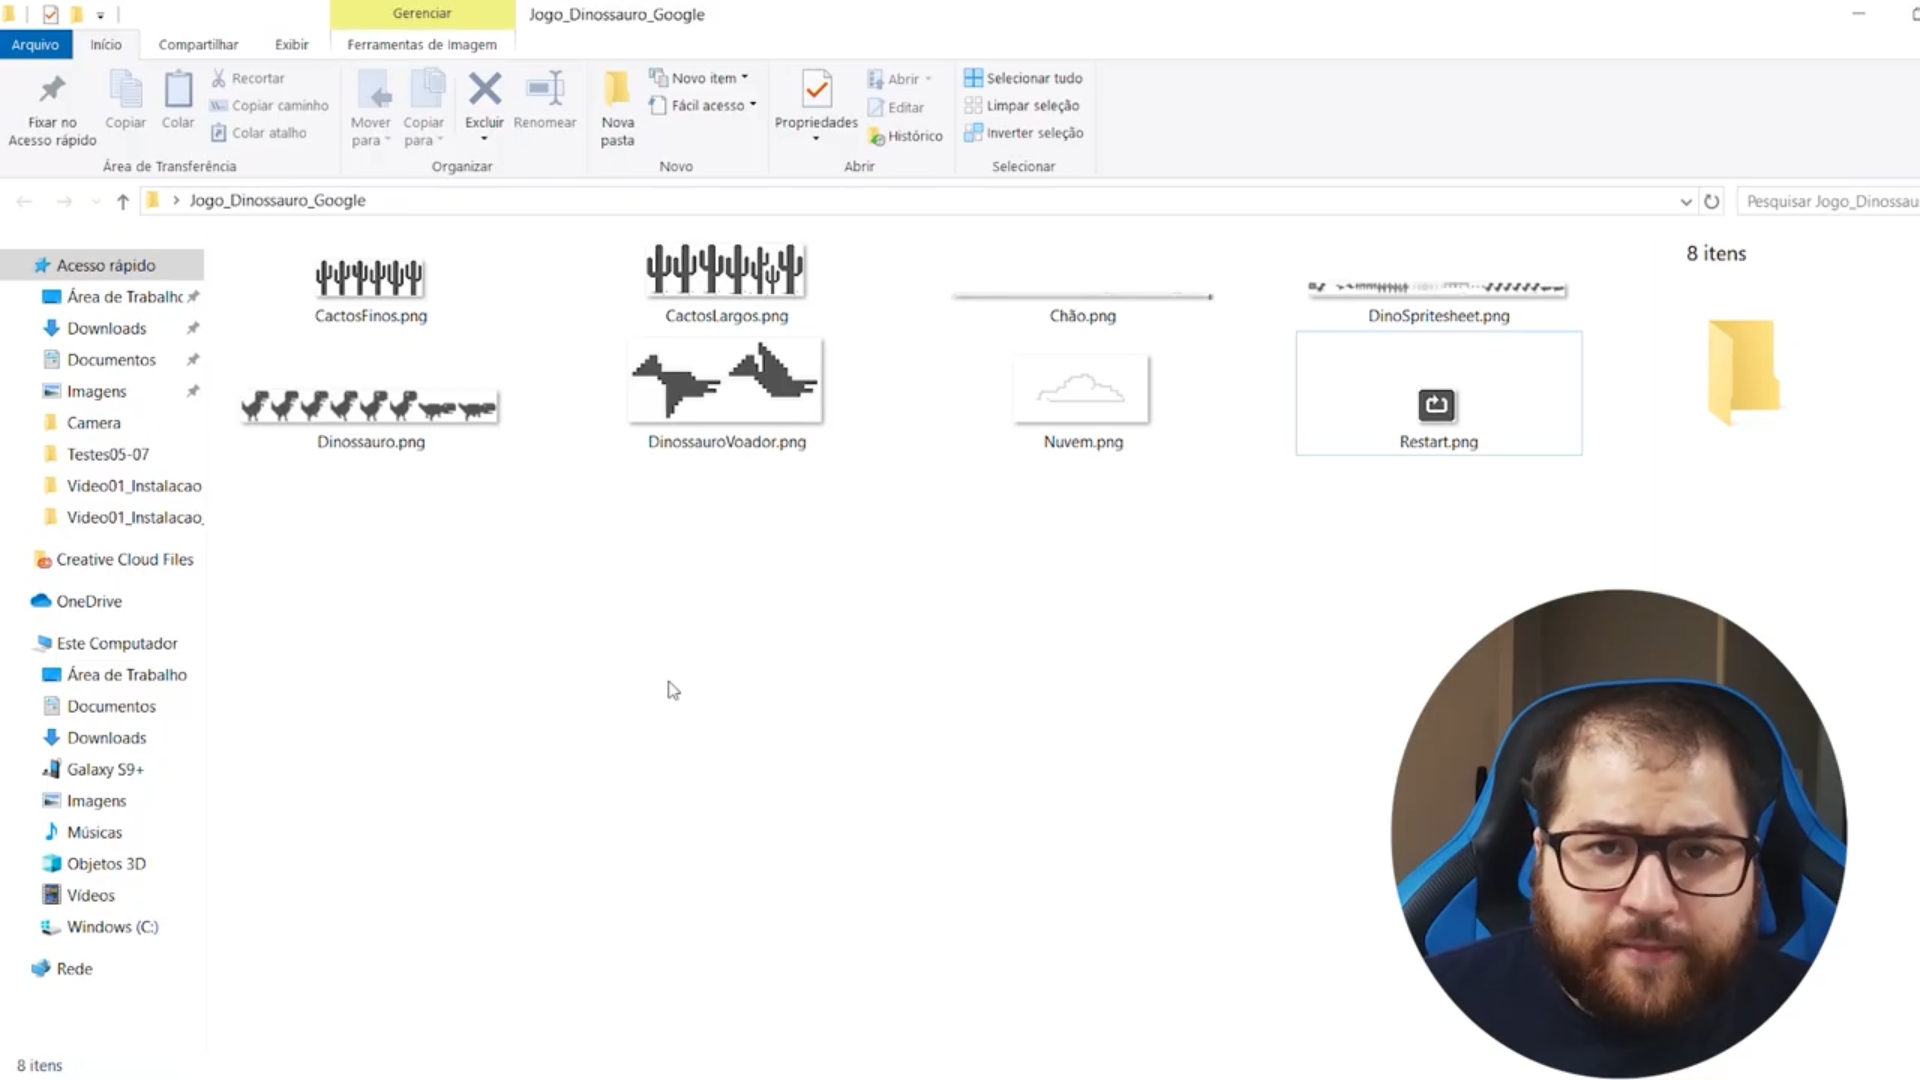 Gerenciar
Jogo_Dinossauro_Google
Arquivo
Início
Compartilhar
Exibir
Ferramentas de Imagem
Fixar no
Acesso rápido
Copiar
Colar
Recortar
Copiar caminho
Colar atalho
Área de Transferência
Mover
para
Copiar
para
Excluir
Renomear
Organizar
Nova
pasta
Novo item
Fácil acesso
Novo
Propriedades
Abrir
Editar
Histórico
Abrir
Selecionar tudo
Limpar seleção
Inverter seleção
Selecionar
Jogo_Dinossauro_Google
Pesquisar Jogo_Dinossau
Acesso rápido
Área de Trabalho
Downloads
Documentos
Imagens
Camera
Testes05-07
Video01_Instalacao
Video01_Instalacao_
Creative Cloud Files
OneDrive
Este Computador
Área de Trabalho
Documentos
Downloads
Galaxy S9+
Imagens
Músicas
Objetos 3D
Vídeos
Windows (C:)
Rede
CactosFinos.png
CactosLargos.png
Chão.png
DinoSpritesheet.png
Dinossauro.png
DinossauroVoador.png
Nuvem.png
Restart.png
8 itens
8 itens